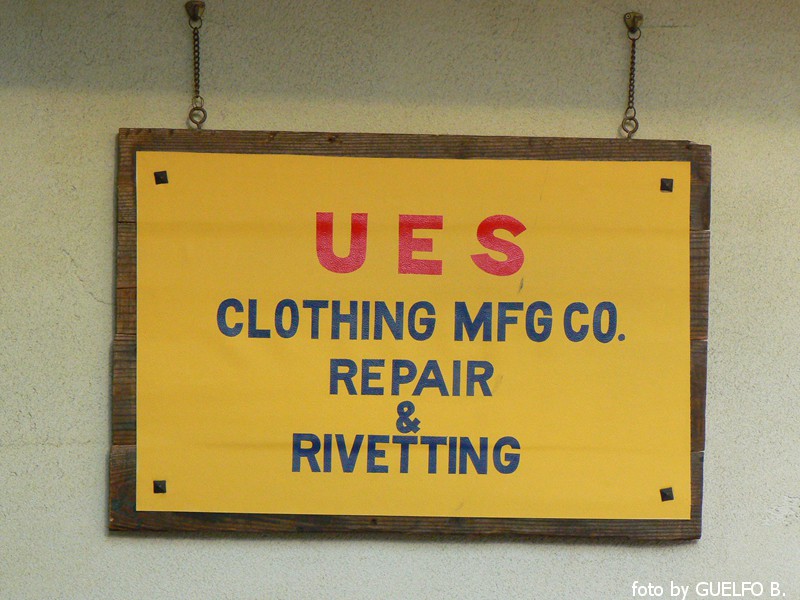 UES
CLOTHING MFG CO.
REPAIR
&
RIVETTING
foto by GUELFO B.